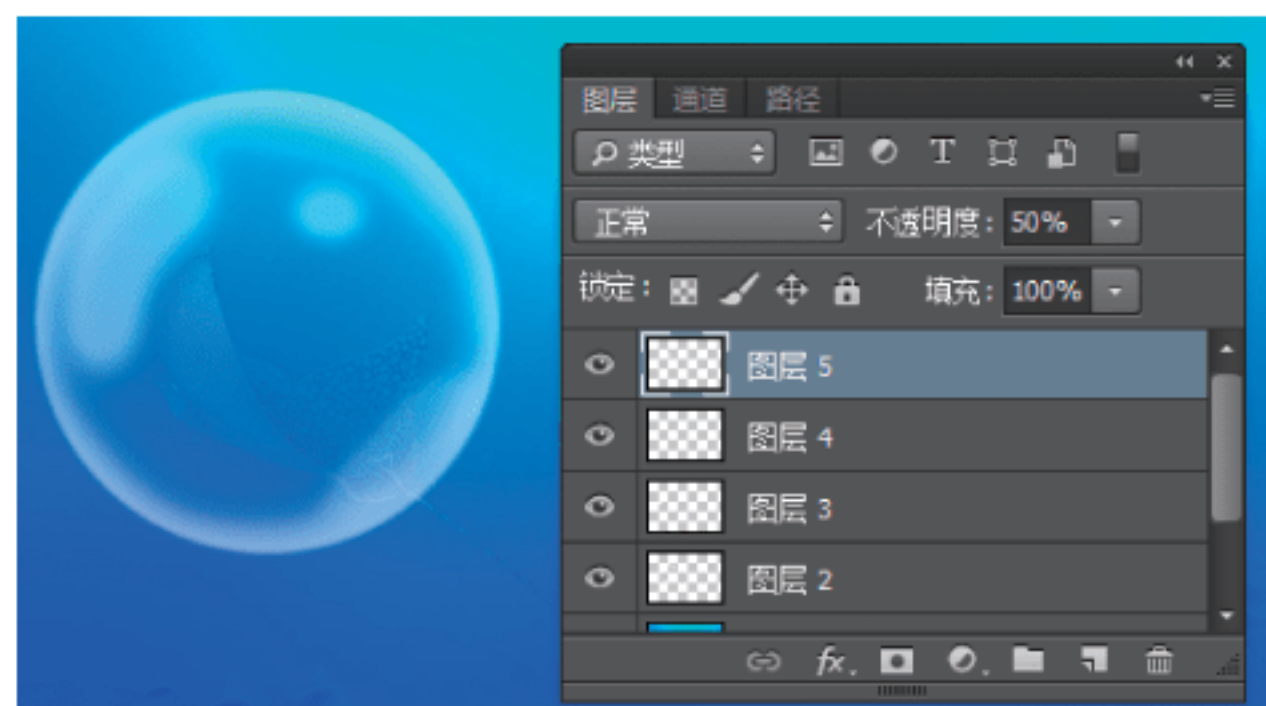 图层 通道 路径
类型 T
正常 不透明度: 50%
锁定: 填充: 100%
图层 5
图层 4
图层 3
图层 2
fx